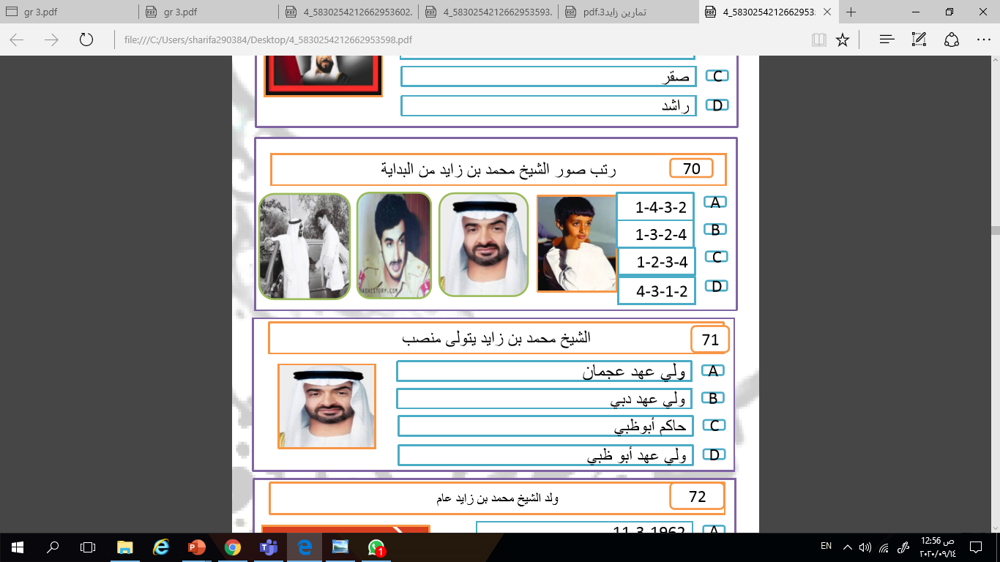 gr 3.pdf
gr 3.pdf
4_5830254212662953602.
4_5830254212662953593.
تمارين زايد3.pdf
4_5830254212662953
file:///C:/Users/sharifa290384/Desktop/4_5830254212662953598.pdf
صقر C
راشد D
70 رتب صور الشيخ محمد بن زايد من البداية
A 1-4-3-2
B 1-3-2-4
C 1-2-3-4
D 4-3-1-2
UAEHISTORY.COM
71 الشيخ محمد بن زايد يتولى منصب
A ولي عهد عجمان
B ولي عهد دبي
C حاكم أبوظبي
D ولي عهد أبو ظبي
72 ولد الشيخ محمد بن زايد عام
A 11-3-1962
EN
12:56 ص
٢٠٢٠/٠٩/١٤
1